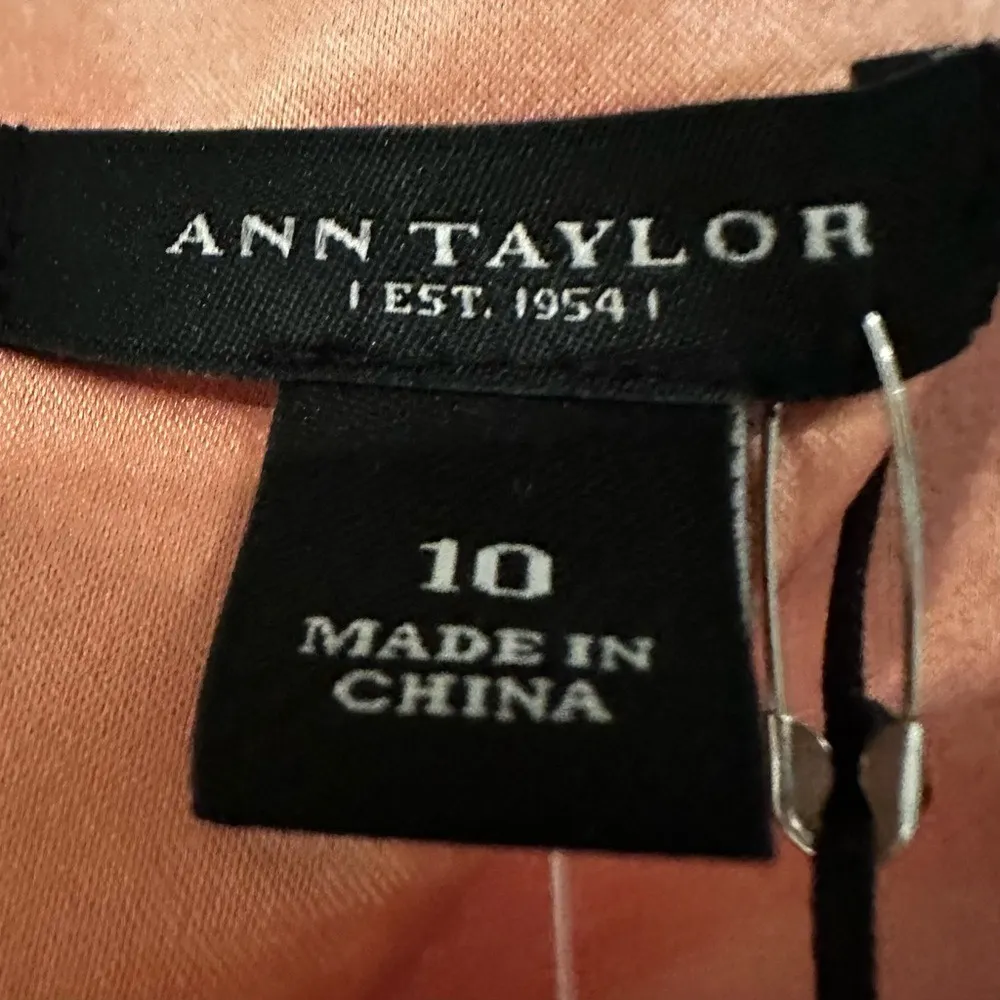 ANN TAYLOR
| EST. 1954 |
10
MADE IN
CHINA